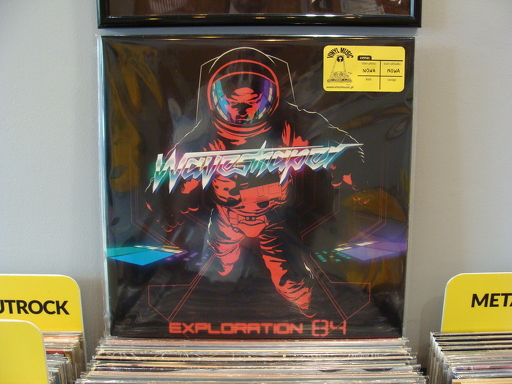 VINYL MUSIC
NOWA
NOWA
Waveshaper
UTROCK
META
EXPLORATION 84